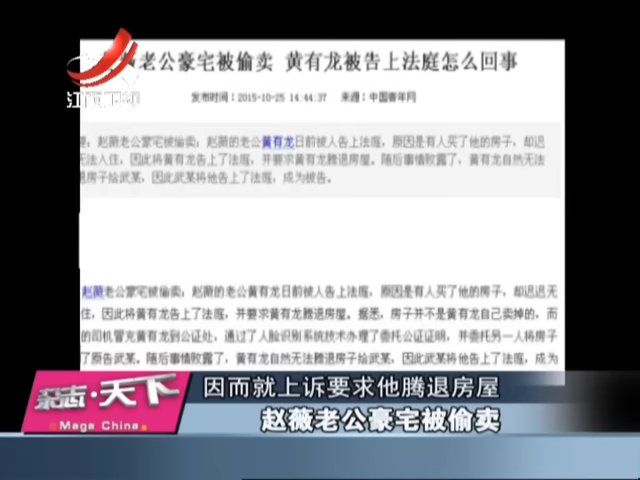 老公豪宅被偷卖 黄有龙被告上法庭怎么回事
江西卫视
发布时间：2015-10-25 14:44:37 来源：中国青年网
：赵薇老公豪宅被偷卖：赵薇的老公黄有龙日前被人告上法庭，原因是有人买了他的房子，却迟
无法入住，因此将黄有龙告上了法庭，并要求黄有龙腾退房屋。随后事情败露了，黄有龙自然无法
退房子给武某，因此武某将他告上了法庭，成为被告。
赵薇老公豪宅被偷卖：赵薇的老公黄有龙日前被人告上法庭，原因是有人买了他的房子，却迟迟无
住，因此将黄有龙告上了法庭，并要求黄有龙腾退房屋。据悉，房子并不是黄有龙自己卖掉的，而
的司机冒充黄有龙到公证处，通过了人脸识别系统技术办理了委托公证证明，并委托另一人将房子
了原告武某。随后事情败露了，黄有龙自然无法腾退房子给武某，因此武某将他告上了法庭，成为
杂志·天下
Maga China
因而就上诉要求他腾退房屋
赵薇老公豪宅被偷卖